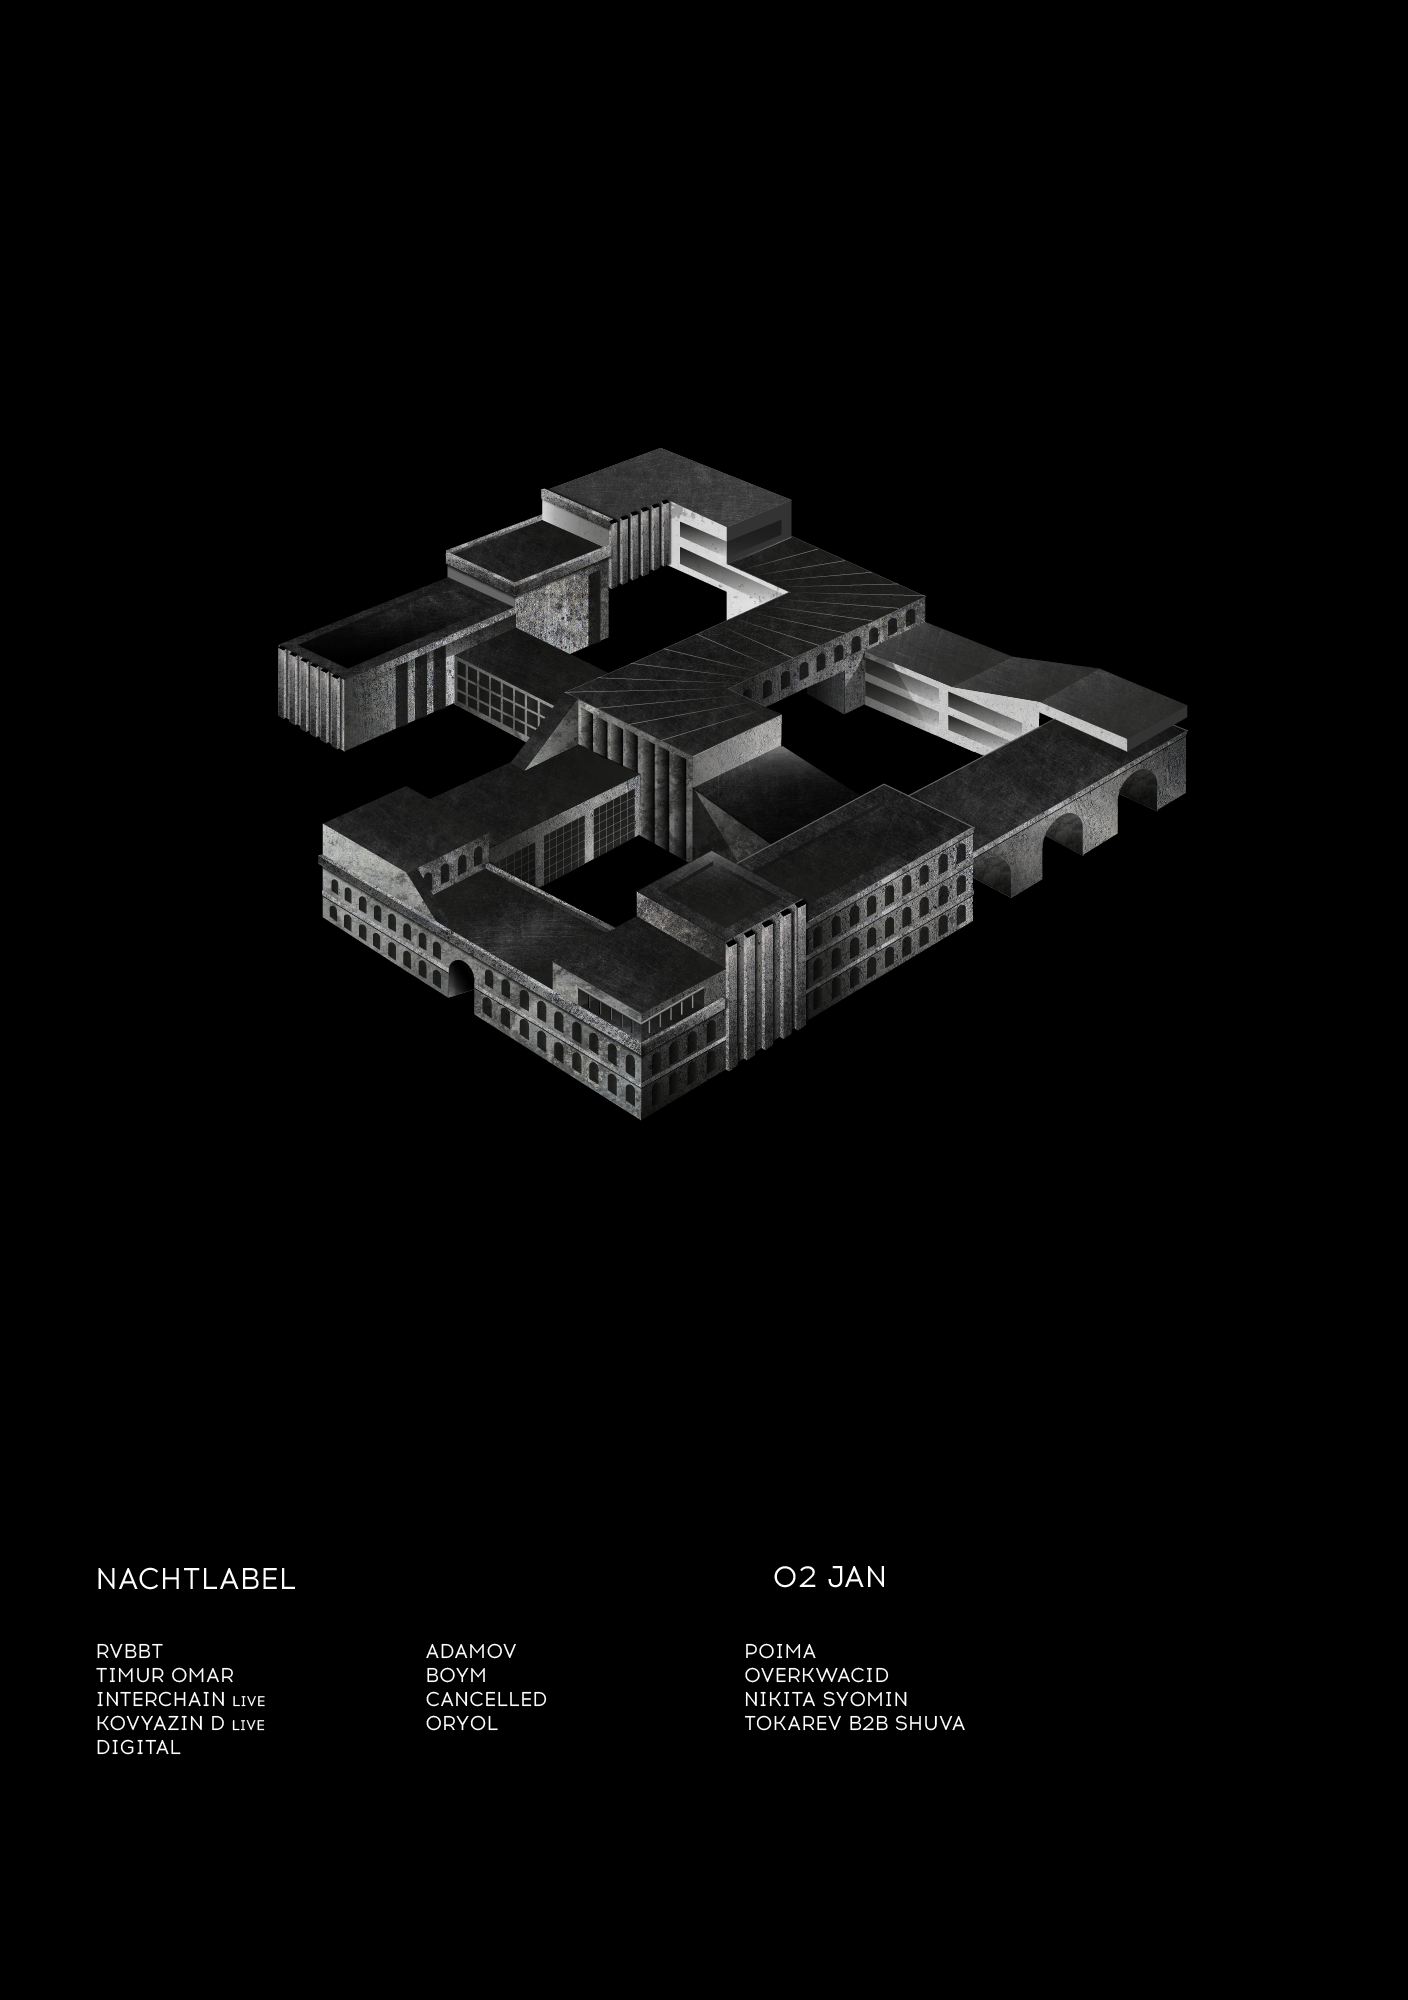 NACHTLABEL
02 JAN
RVBBT
TIMUR OMAR
INTERCHAIN LIVE
KOVYAZIN D LIVE
DIGITAL
ADAMOV
BOYM
CANCELLED
ORYOL
POIMA
OVERKWACID
NIKITA SYOMIN
TOKAREV B2B SHUVA